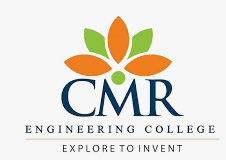 CMR
ENGINEERING COLLEGE
EXPLORE TO INVENT